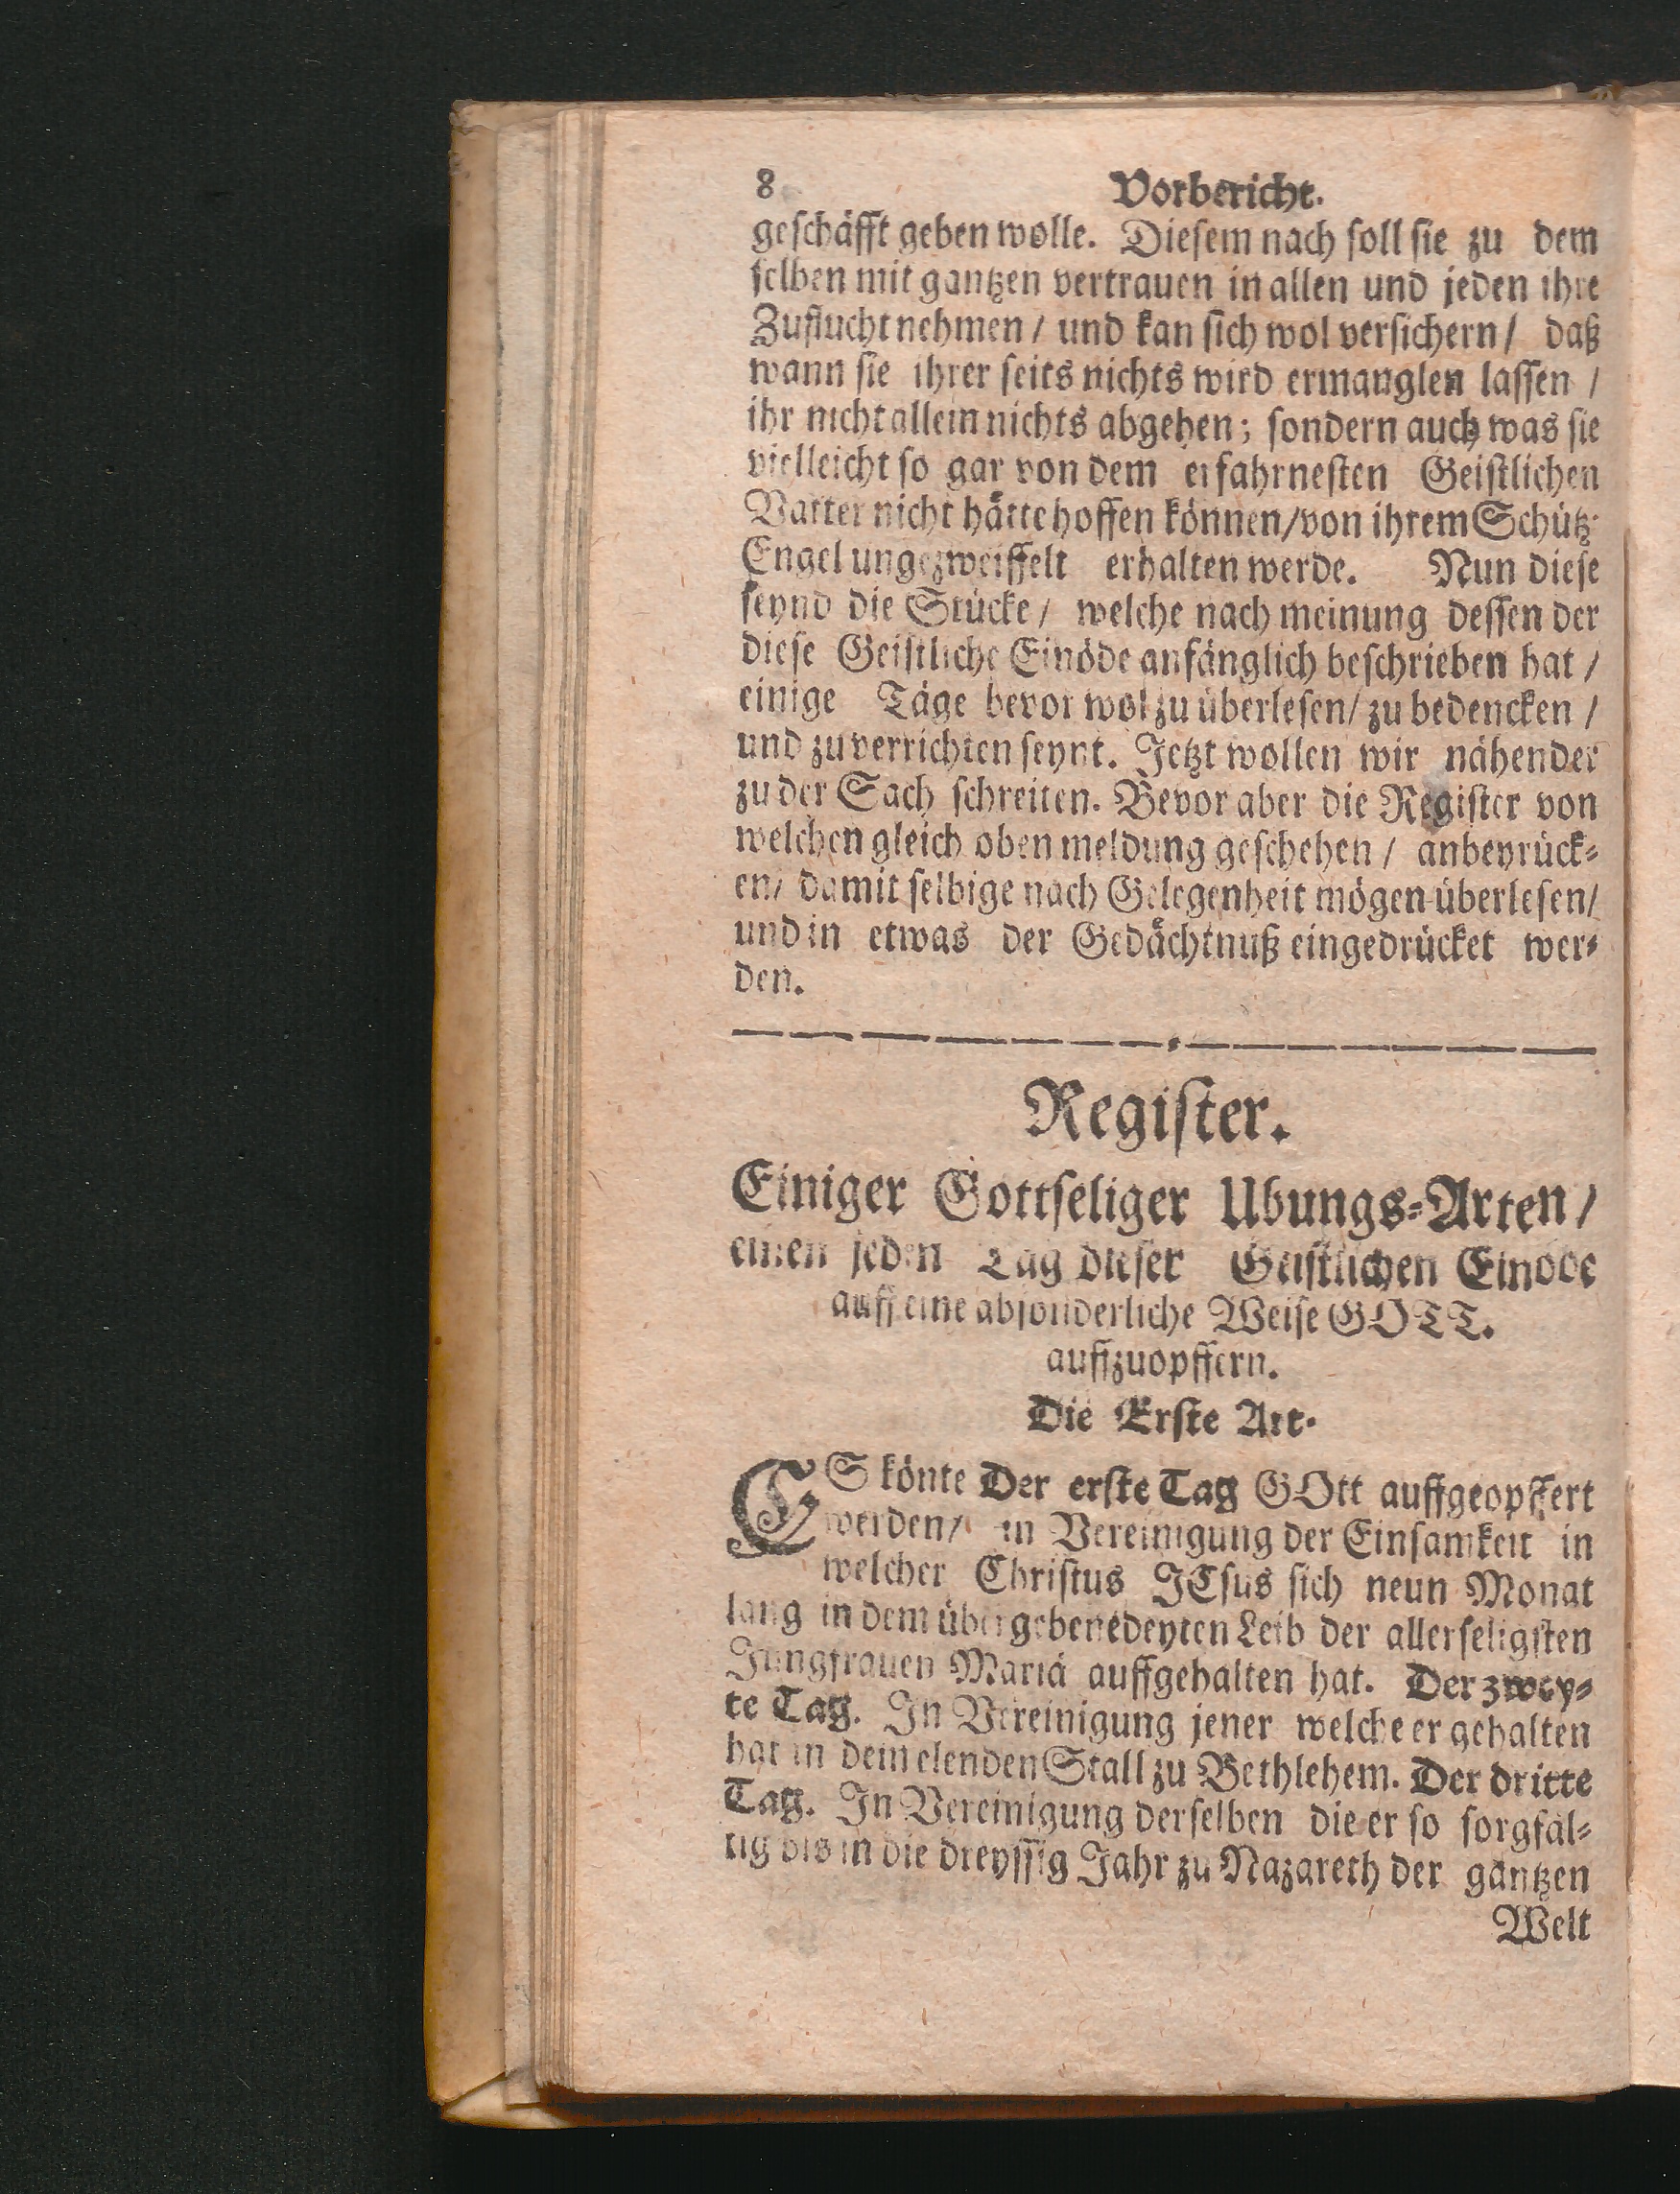 8 Vorbericht.
geschäfft geben wolle. Diesem nach soll sie zu dem
selben mit gantzen vertrauen in allen und jeden ihre
Zuflucht nehmen / und kan sich wol versichern / daß
wann sie ihrer seits nichts wird ermanglen lassen /
ihr nicht allein nichts abgehen; sondern auch was sie
vielleicht so gar von dem erfahrnesten Geistlichen
Vatter nicht hätte hoffen können/von ihrem Schütz-
Engel ungezweiffelt erhalten werde. Nun diese
seynd die Stücke / welche nach meinung dessen der
diese Geistliche Einöde anfänglich beschrieben hat /
einige Täge bevor wol zu überlesen/ zu bedencken /
und zu verrichten seynt. Jetzt wollen wir nähender
zu der Sach schreiten. Bevor aber die Register von
welchen gleich oben meldung geschehen / anbeyrück-
en/ damit selbige nach Gelegenheit mögen überlesen/
und in etwas der Gedächtnuß eingedrücket wer-
den.
Register.
Einiger Gottseliger Ubungs-Arten /
einen jeden Tag dieser Geistlichen Einöde
auff eine absonderliche Weise GOTT.
auffzuopffern.
Die Erste Art.
ES könte Der erste Tag GOtt auffgeopffert
werden/ in Vereinigung der Einsamkeit in
welcher Christus JEsus sich neun Monat
lang in dem übergebenedeyten Leib der allerseligsten
Jungfrauen Mariä auffgehalten hat. Der zwey-
te Tag. In Vereinigung jener welche er gehalten
hat in dem elenden Stall zu Bethlehem. Der dritte
Tag. In Vereinigung derselben die er so sorgfäl-
tig bis in die dreyssig Jahr zu Nazareth der gantzen
Welt